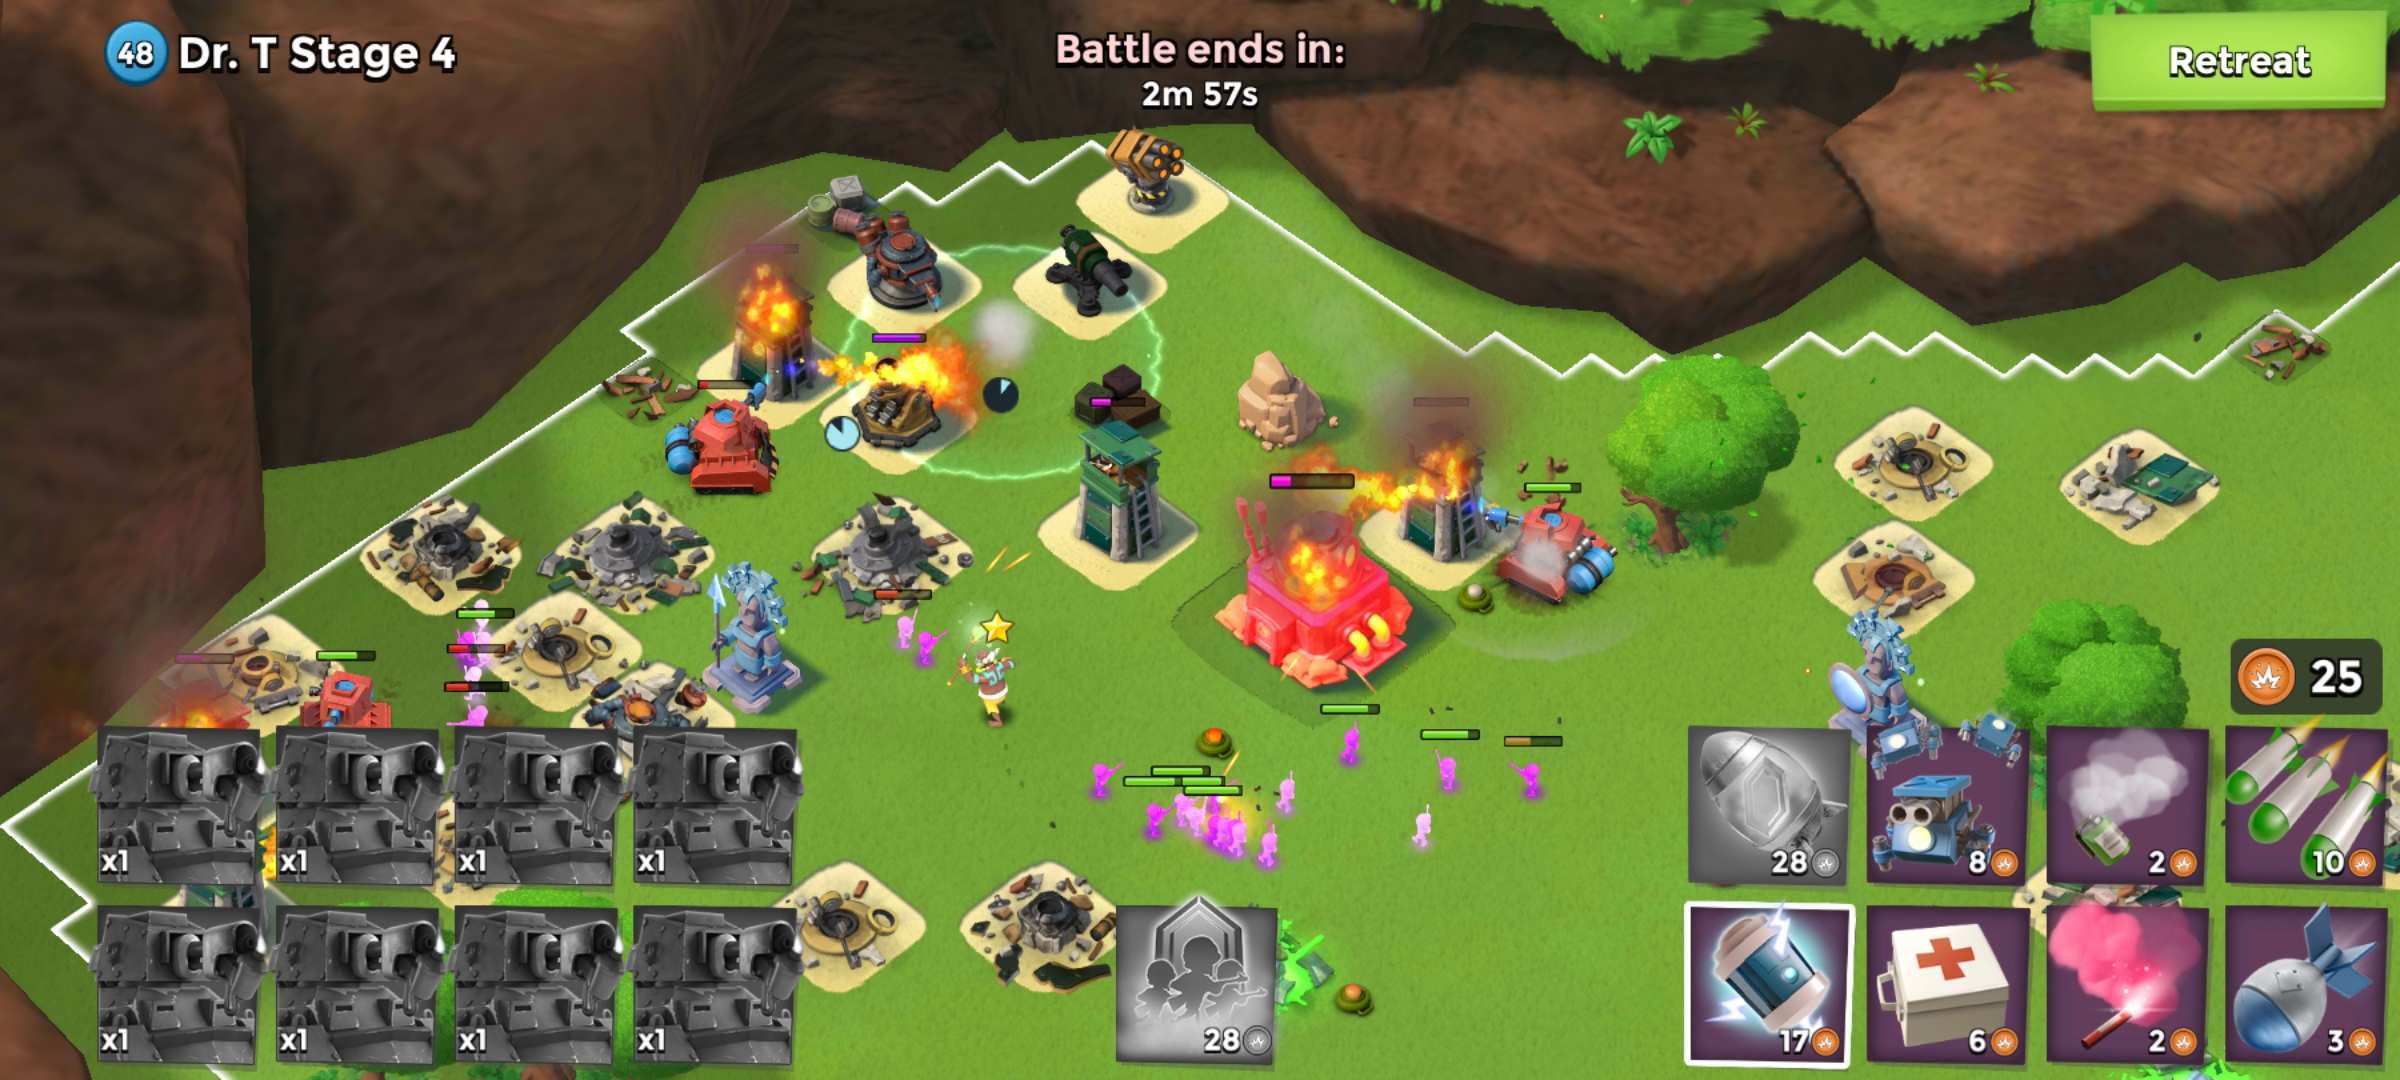 48 Dr. T Stage 4
Battle ends in:
2m 57s
Retreat
25
x1 x1 x1 x1
28 8 2 10
x1 x1 x1 x1
28
17 6 2 3